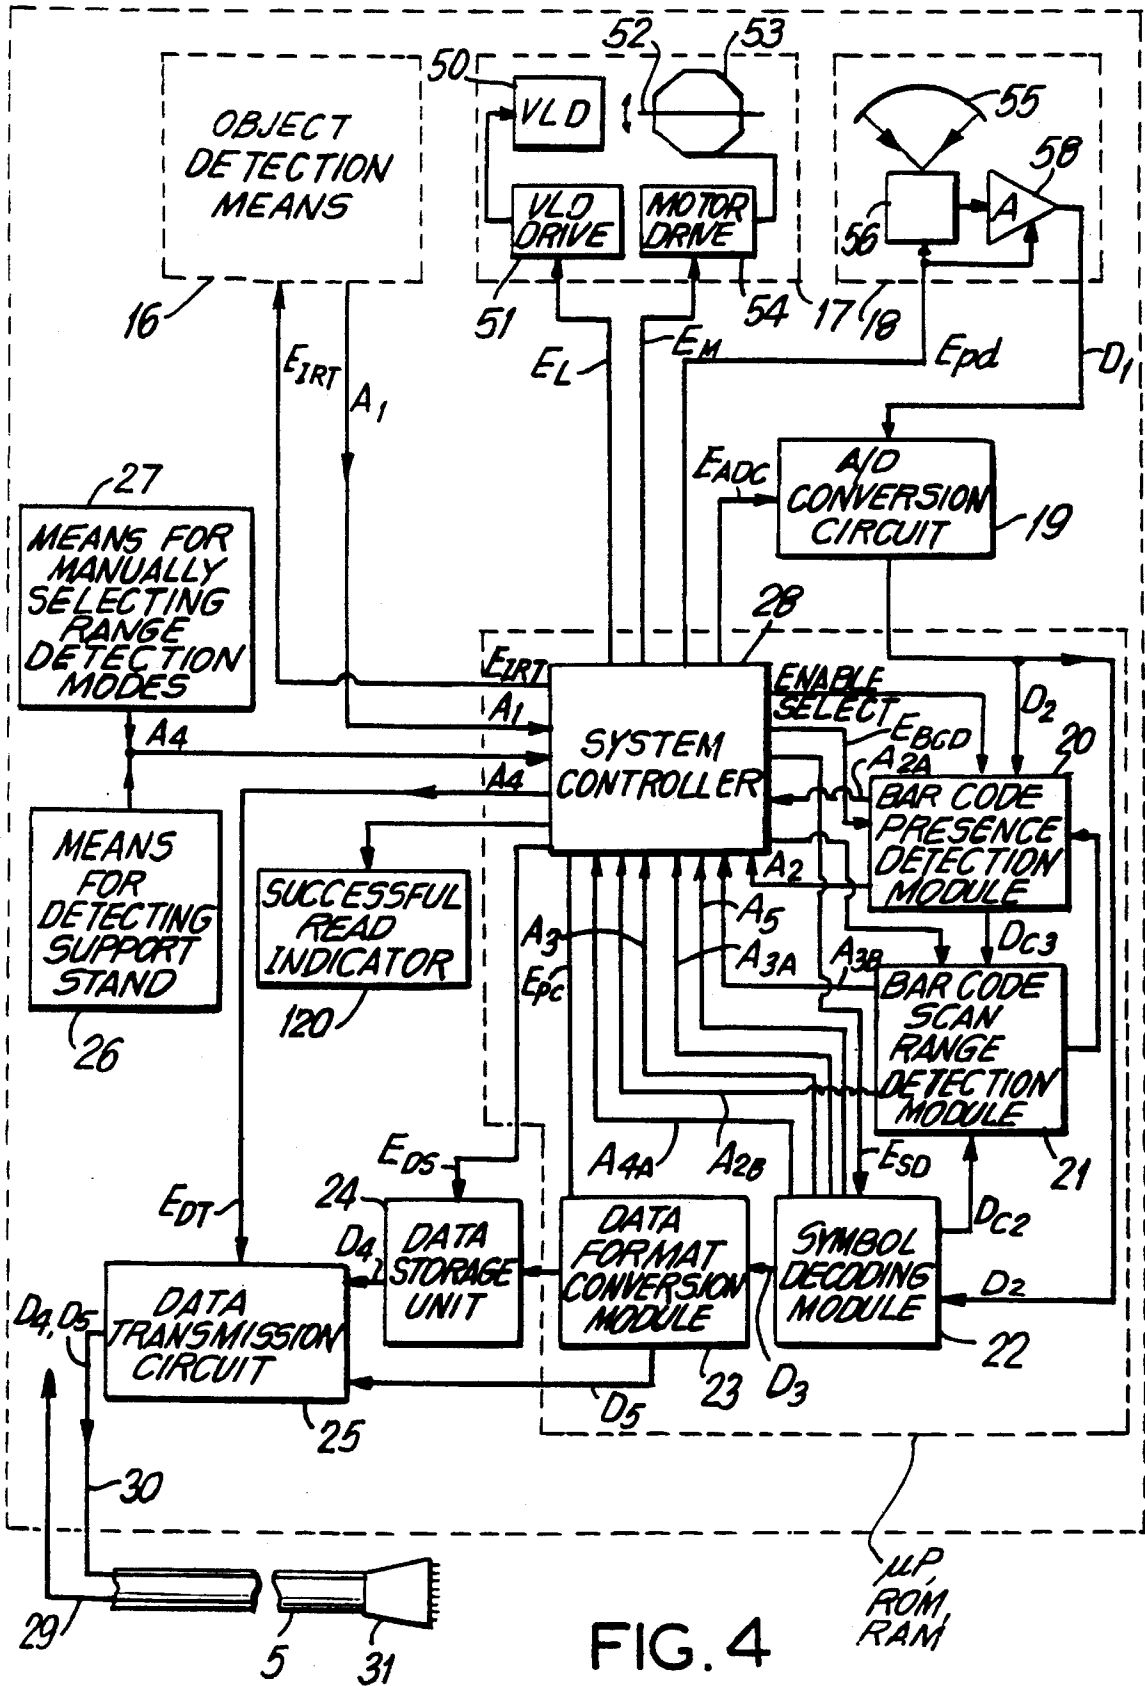 50
52
53
55
58
OBJECT
DETECTION
MEANS
VLD
A
56
VLD
DRIVE
MOTOR
DRIVE
16
51
54
17
18
EIRT
A1
EL
EM
Epd
D1
27
EADC
A/D
CONVERSION
CIRCUIT
19
MEANS FOR
MANUALLY
SELECTING
RANGE
DETECTION
MODES
28
EIRT
ENABLE
SELECT
D2
A1
EBCD
20
A4
A2A
SYSTEM
CONTROLLER
A4
BAR CODE
PRESENCE
DETECTION
MODULE
MEANS
FOR
DETECTING
SUPPORT
STAND
A2
SUCCESSFUL
READ
INDICATOR
A3
A5
DC3
EPC
A3A
A3B
BAR CODE
SCAN
RANGE
DETECTION
MODULE
120
26
EDS
A4A
A2B
ESD
21
EDT
24
D4
DATA
STORAGE
UNIT
DATA
FORMAT
CONVERSION
MODULE
SYMBOL
DECODING
MODULE
DC2
D2
D4, D5
DATA
TRANSMISSION
CIRCUIT
D5
23
D3
22
25
30
29
5
31
µP,
ROM,
RAM
FIG. 4